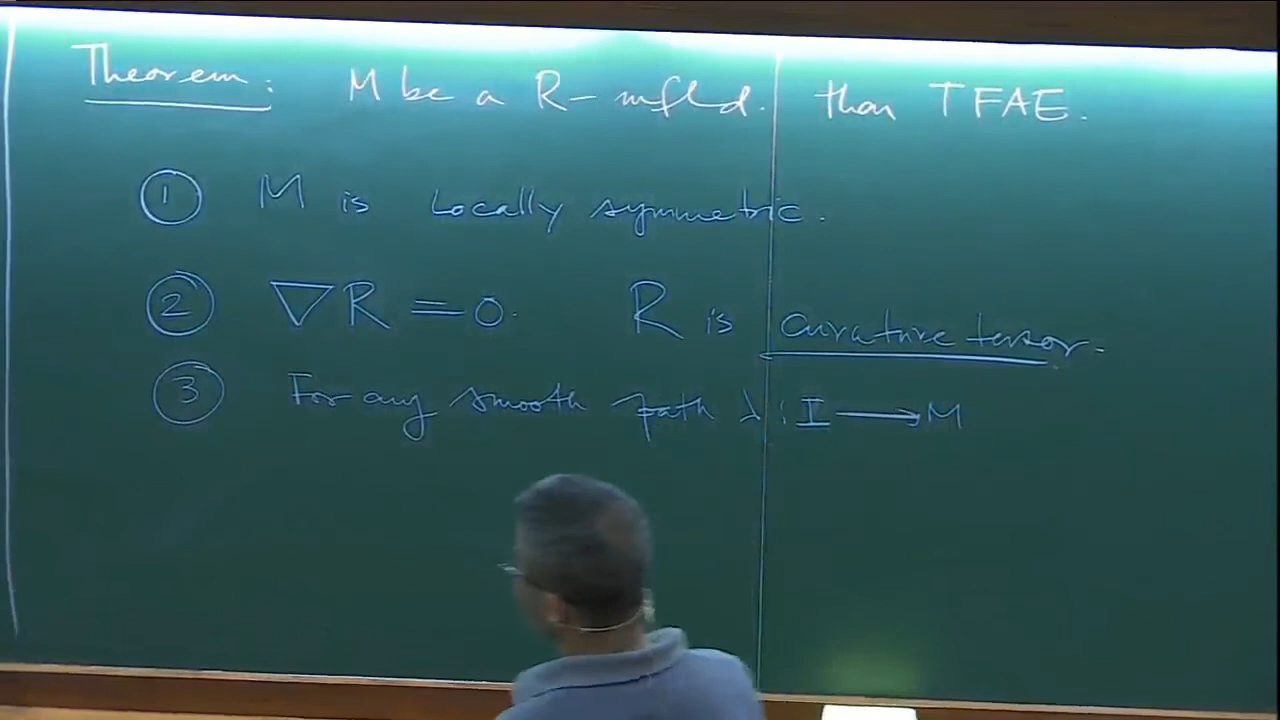 Theorem: M be a R-mfld. than TFAE.
① M is Locally symmetric.
② ∇R = 0. R is curvature tensor.
③ For any smooth path λ : I ⟶ M